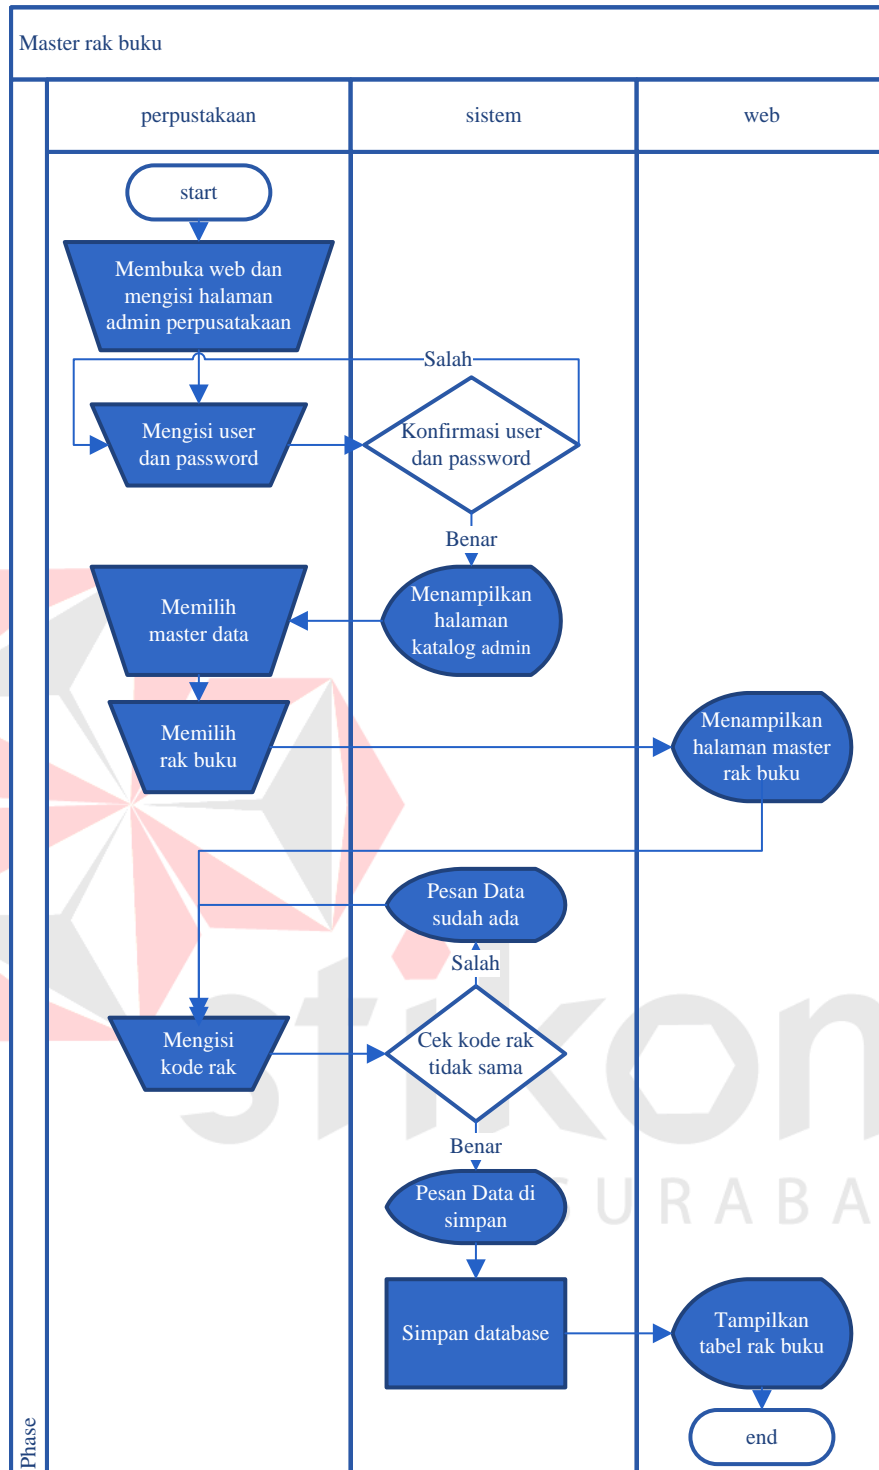 Master rak buku
perpustakaan
sistem
web
start
Membuka web dan
mengisi halaman
admin perpusatakaan
Salah
Mengisi user
dan password
Konfirmasi user
dan password
Benar
Memilih
master data
Menampilkan
halaman
katalog admin
Memilih
rak buku
Menampilkan
halaman master
rak buku
Pesan Data
sudah ada
Salah
Mengisi
kode rak
Cek kode rak
tidak sama
Benar
Pesan Data di
simpan
Simpan database
Tampilkan
tabel rak buku
end
Phase
stikom
SURABA